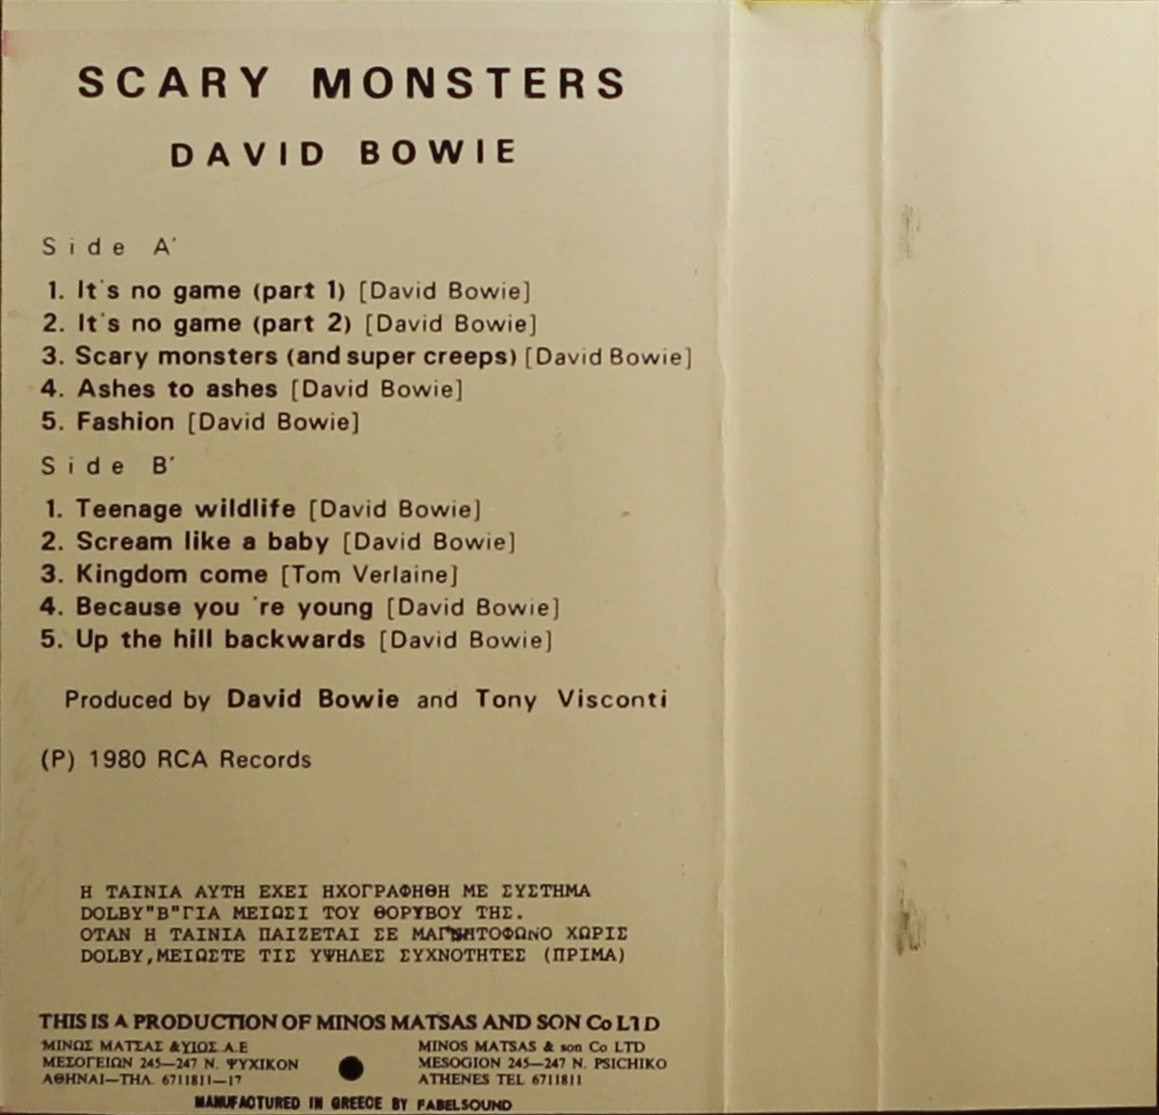 SCARY MONSTERS
DAVID BOWIE
Side A'
1. It's no game (part 1) [David Bowie]
2. It's no game (part 2) [David Bowie]
3. Scary monsters (and super creeps) [David Bowie]
4. Ashes to ashes [David Bowie]
5. Fashion [David Bowie]
Side B'
1. Teenage wildlife [David Bowie]
2. Scream like a baby [David Bowie]
3. Kingdom come [Tom Verlaine]
4. Because you 're young [David Bowie]
5. Up the hill backwards [David Bowie]
Produced by David Bowie and Tony Visconti
(P) 1980 RCA Records
Η ΤΑΙΝΙΑ ΑΥΤΗ ΕΧΕΙ ΗΧΟΓΡΑΦΗΘΗ ΜΕ ΣΥΣΤΗΜΑ
DOLBY"B"ΓΙΑ ΜΕΙΩΣΙ ΤΟΥ ΘΟΡΥΒΟΥ ΤΗΣ.
ΟΤΑΝ Η ΤΑΙΝΙΑ ΠΑΙΖΕΤΑΙ ΣΕ ΜΑΓΝΗΤΟΦΩΝΟ ΧΩΡΙΣ
DOLBY,ΜΕΙΩΣΤΕ ΤΙΣ ΥΨΗΛΕΣ ΣΥΧΝΟΤΗΤΕΣ (ΠΡΙΜΑ)
THIS IS A PRODUCTION OF MINOS MATSAS AND SON Co LTD
ΜΙΝΩΣ ΜΑΤΣΑΣ & ΥΙΟΣ Α.Ε
ΜΕΣΟΓΕΙΩΝ 245—247 Ν. ΨΥΧΙΚΟΝ
ΑΘΗΝΑΙ—ΤΗΛ. 6711811—17
MINOS MATSAS & son Co LTD
MESOGION 245—247 N. PSICHIKO
ATHENES TEL 6711811
MANUFACTURED IN GREECE BY FABELSOUND